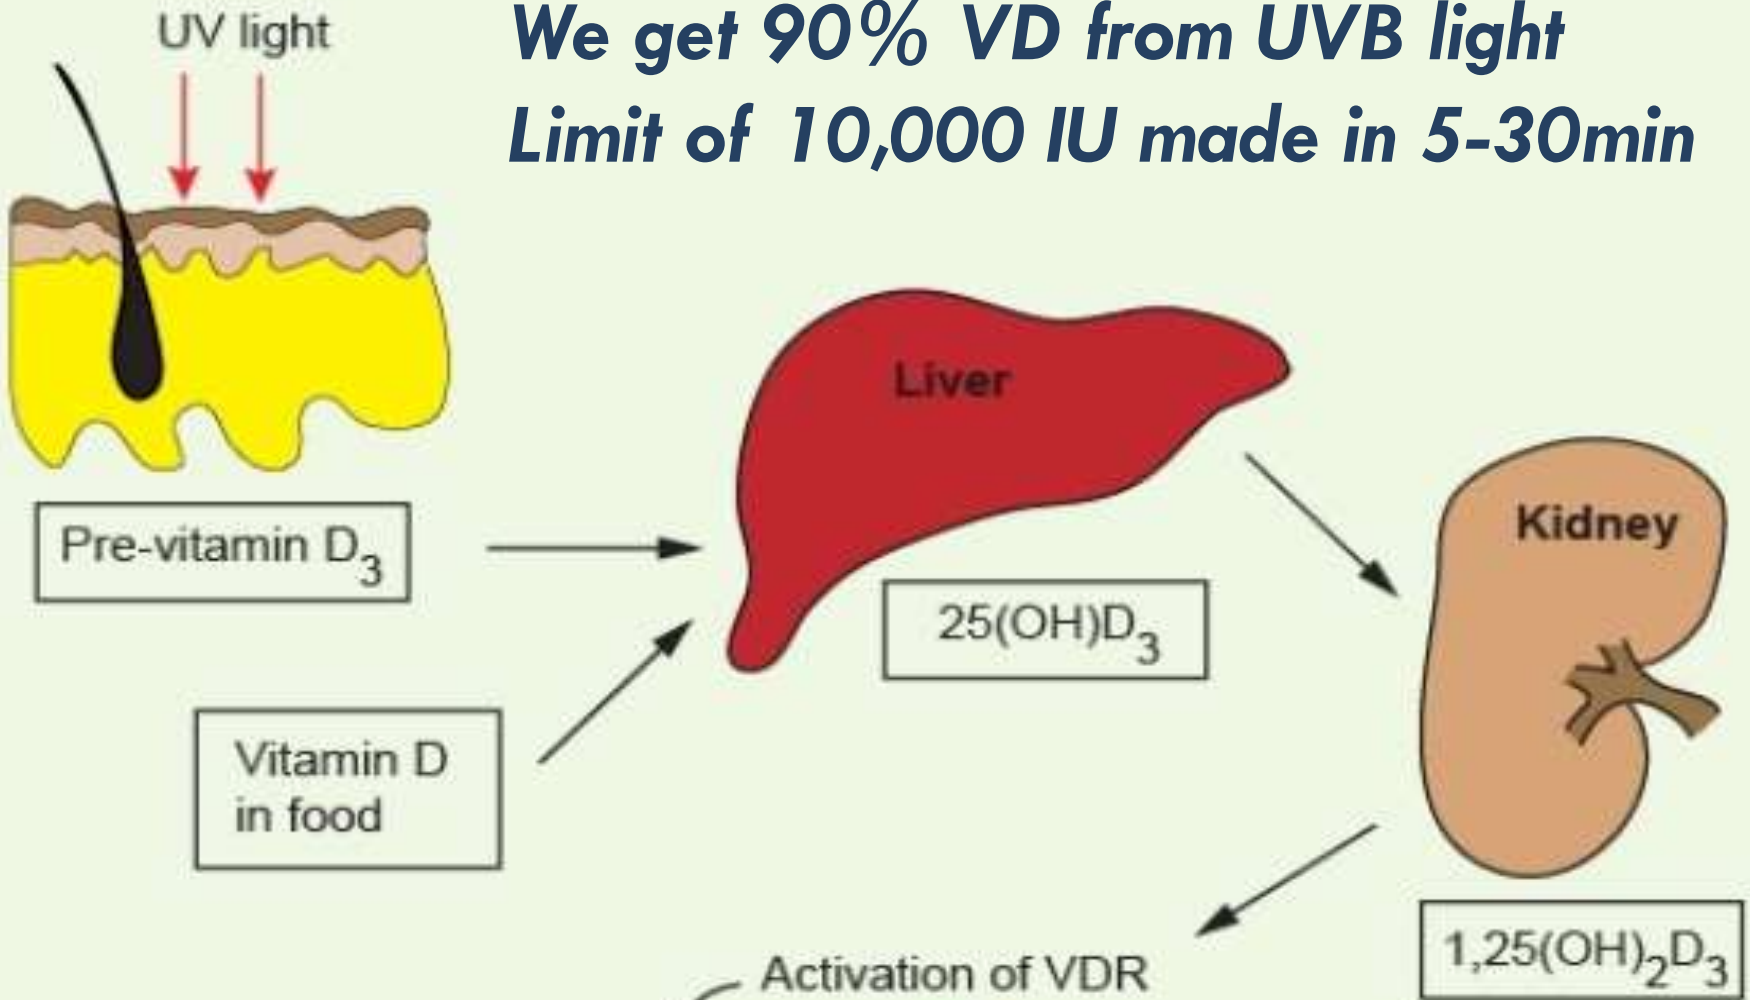 UV light
We get 90% VD from UVB light
Limit of 10,000 IU made in 5-30min
Liver
Kidney
Pre-vitamin D₃
25(OH)D₃
Vitamin D
in food
1,25(OH)₂D₃
Activation of VDR